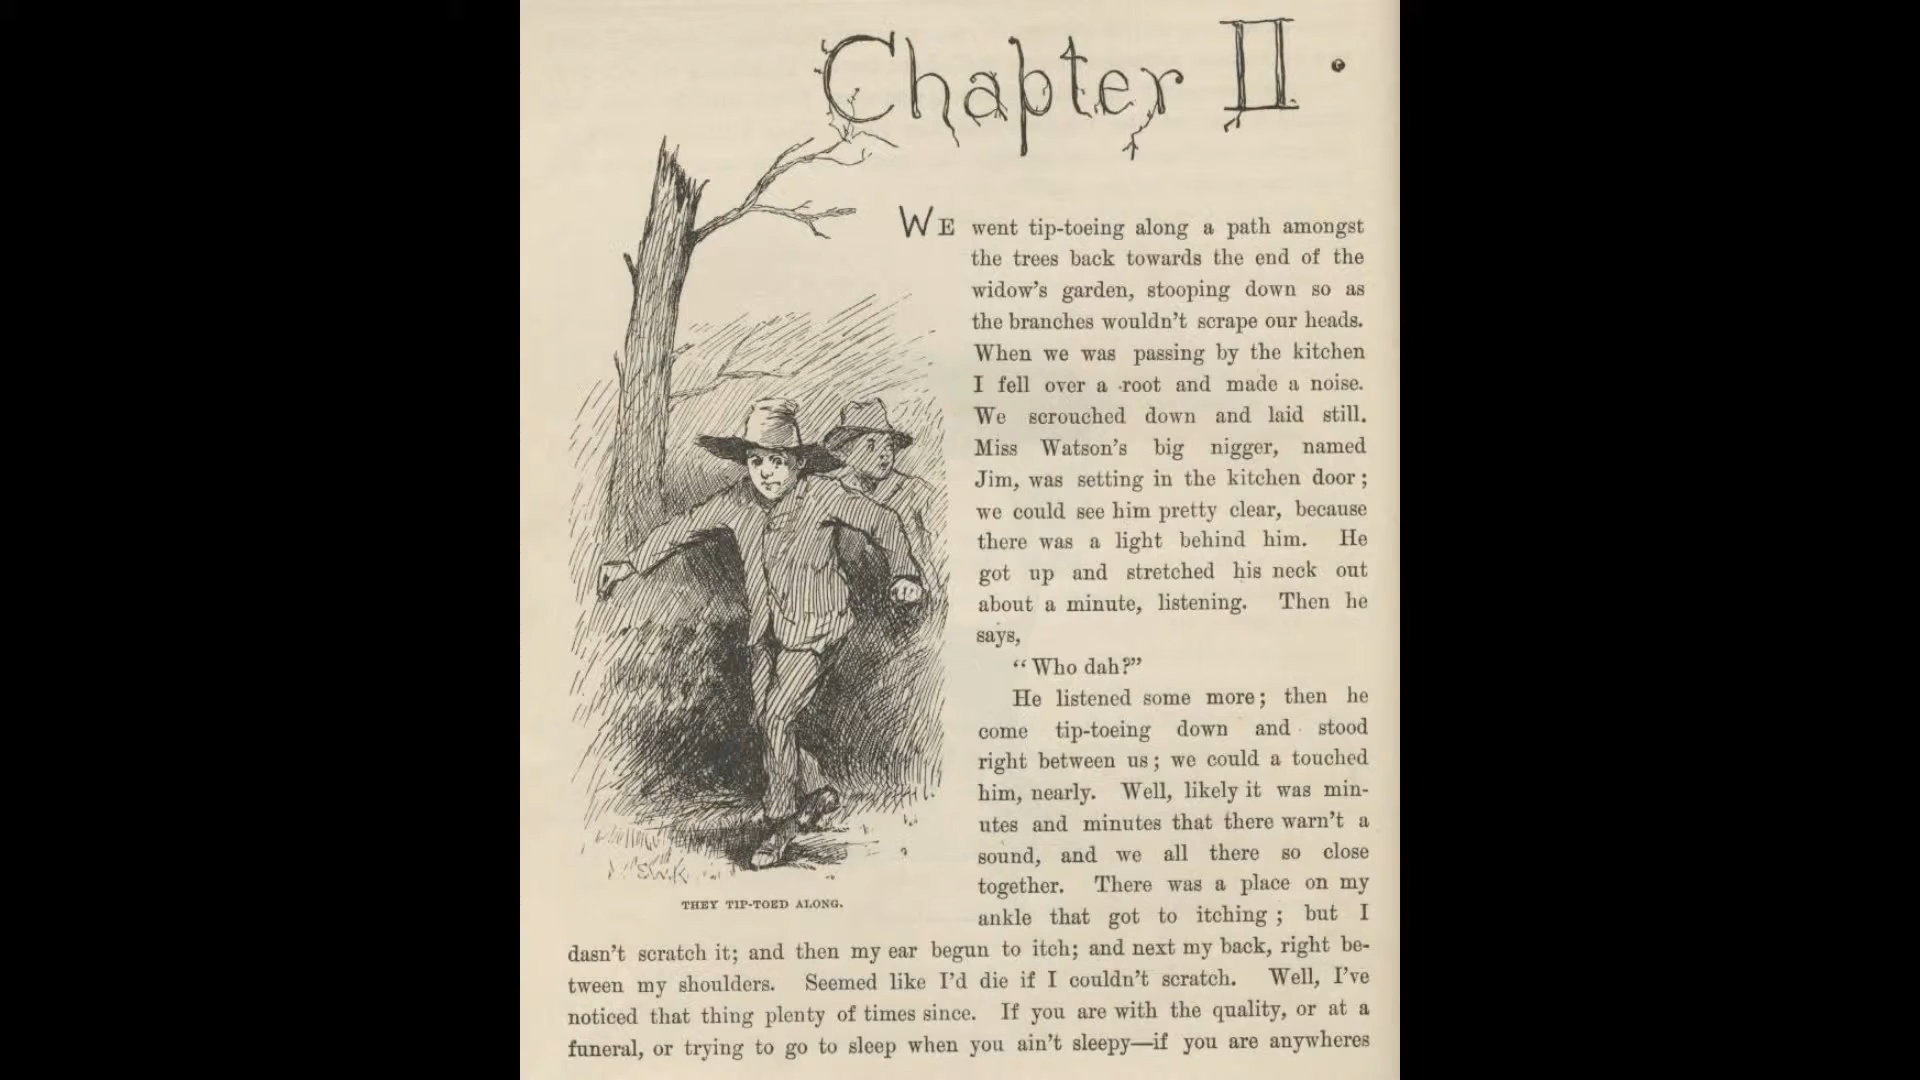 Chapter II.
WE went tip-toeing along a path amongst
the trees back towards the end of the
widow's garden, stooping down so as
the branches wouldn't scrape our heads.
When we was passing by the kitchen
I fell over a root and made a noise.
We scrouched down and laid still.
Miss Watson's big nigger, named
Jim, was setting in the kitchen door;
we could see him pretty clear, because
there was a light behind him. He
got up and stretched his neck out
about a minute, listening. Then he
says,
"Who dah?"
He listened some more; then he
come tip-toeing down and stood
right between us; we could a touched
him, nearly. Well, likely it was min-
utes and minutes that there warn't a
sound, and we all there so close
together. There was a place on my
ankle that got to itching; but I
dasn't scratch it; and then my ear begun to itch; and next my back, right be-
tween my shoulders. Seemed like I'd die if I couldn't scratch. Well, I've
noticed that thing plenty of times since. If you are with the quality, or at a
funeral, or trying to go to sleep when you ain't sleepy—if you are anywheres
E.W.K.
THEY TIP-TOED ALONG.